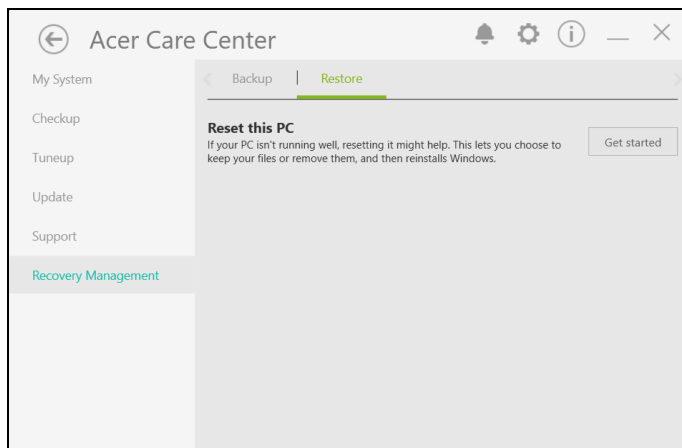 Acer Care Center
My System
Backup | Restore
Checkup
Reset this PC
If your PC isn't running well, resetting it might help. This lets you choose to
keep your files or remove them, and then reinstalls Windows.
Get started
Tuneup
Update
Support
Recovery Management